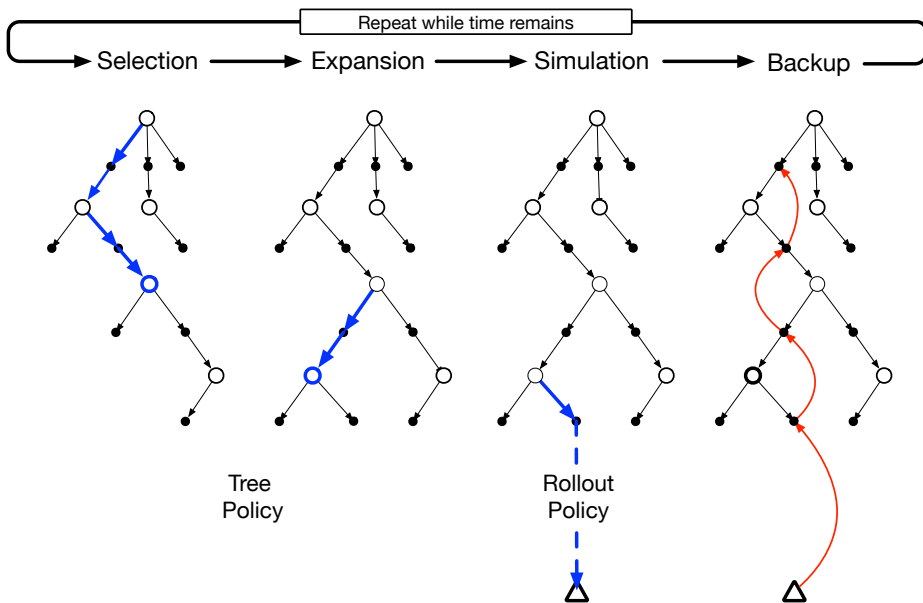 Repeat while time remains
Selection
Expansion
Simulation
Backup
Tree
Policy
Rollout
Policy